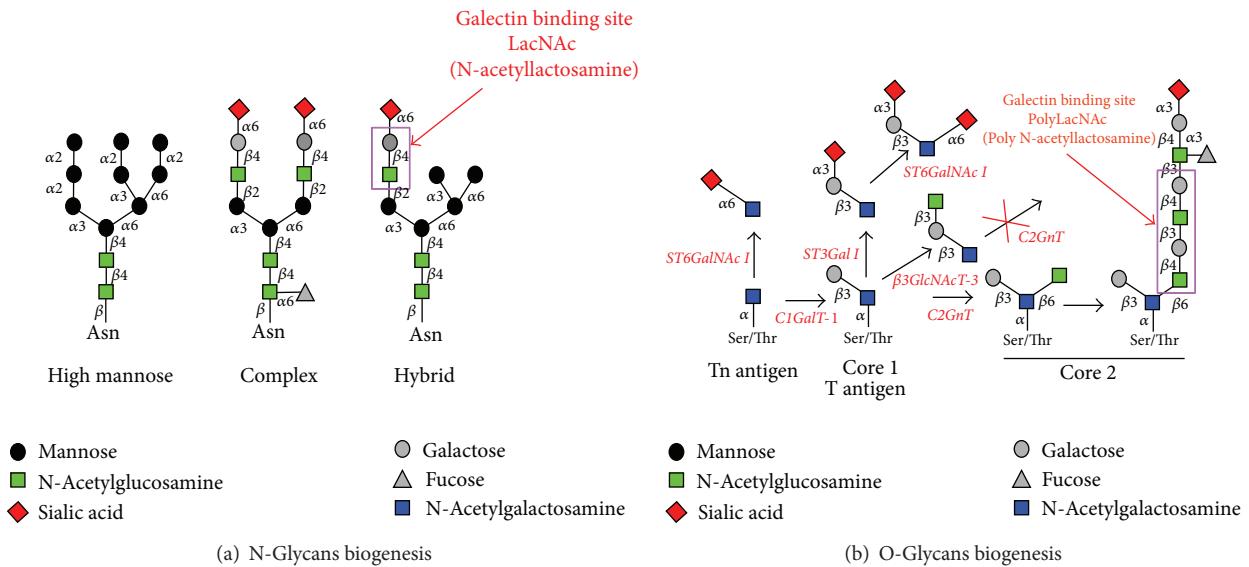 Galectin binding site
LacNAc
(N-acetyllactosamine)
α6
α6
α6
β4
β4
β4
β2
β2
β2
α2
α2
α2
α2
α3
α6
α3
α6
α3
α6
α3
α6
α3
α6
β4
β4
β4
β4
β4
β4
β
α6
β
β
Asn
Asn
Asn
High mannose
Complex
Hybrid
Mannose
N-Acetylglucosamine
Sialic acid
Galactose
Fucose
N-Acetylgalactosamine
(a) N-Glycans biogenesis
Galectin binding site
PolyLacNAc
(Poly N-acetyllactosamine)
α3
β3
α6
ST6GalNAc I
α3
β3
α6
ST6GalNAc I
ST3Gal I
β3
β3GlcNAcT-3
C2GnT
α
C1GalT-1
β3
α
C2GnT
β3
β6
α
β3
β6
α
α3
β4
α3
β3
β4
β3
β4
Ser/Thr
Ser/Thr
Ser/Thr
Ser/Thr
Tn antigen
Core 1
T antigen
Core 2
Mannose
N-Acetylglucosamine
Sialic acid
Galactose
Fucose
N-Acetylgalactosamine
(b) O-Glycans biogenesis